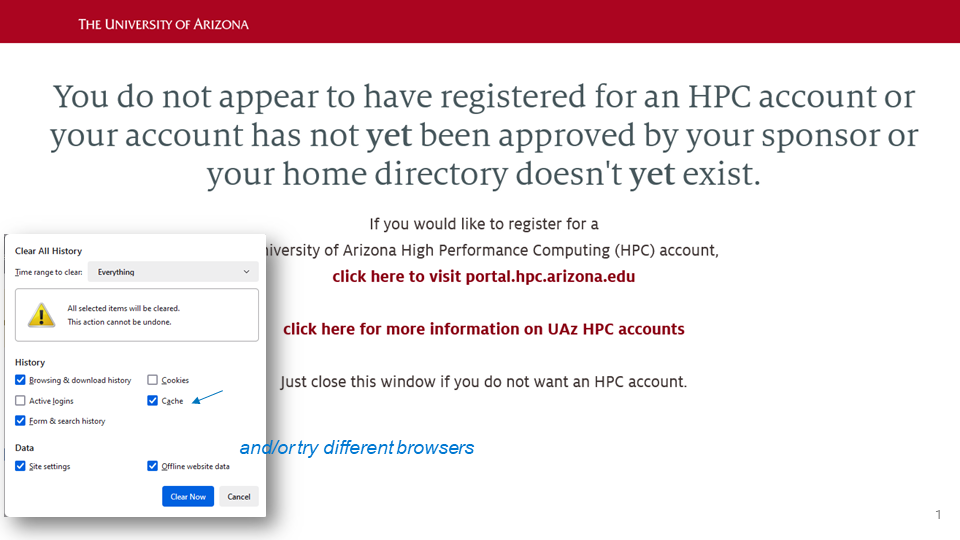 THE UNIVERSITY OF ARIZONA
You do not appear to have registered for an HPC account or
your account has not yet been approved by your sponsor or
your home directory doesn't yet exist.
If you would like to register for a
niversity of Arizona High Performance Computing (HPC) account,
click here to visit portal.hpc.arizona.edu
click here for more information on UAz HPC accounts
Just close this window if you do not want an HPC account.
Clear All History
Time range to clear: Everything
All selected items will be cleared.
This action cannot be undone.
History
Browsing & download history Cookies
Active logins Cache
Form & search history
Data
Site settings Offline website data
Clear Now Cancel
and/or try different browsers
1